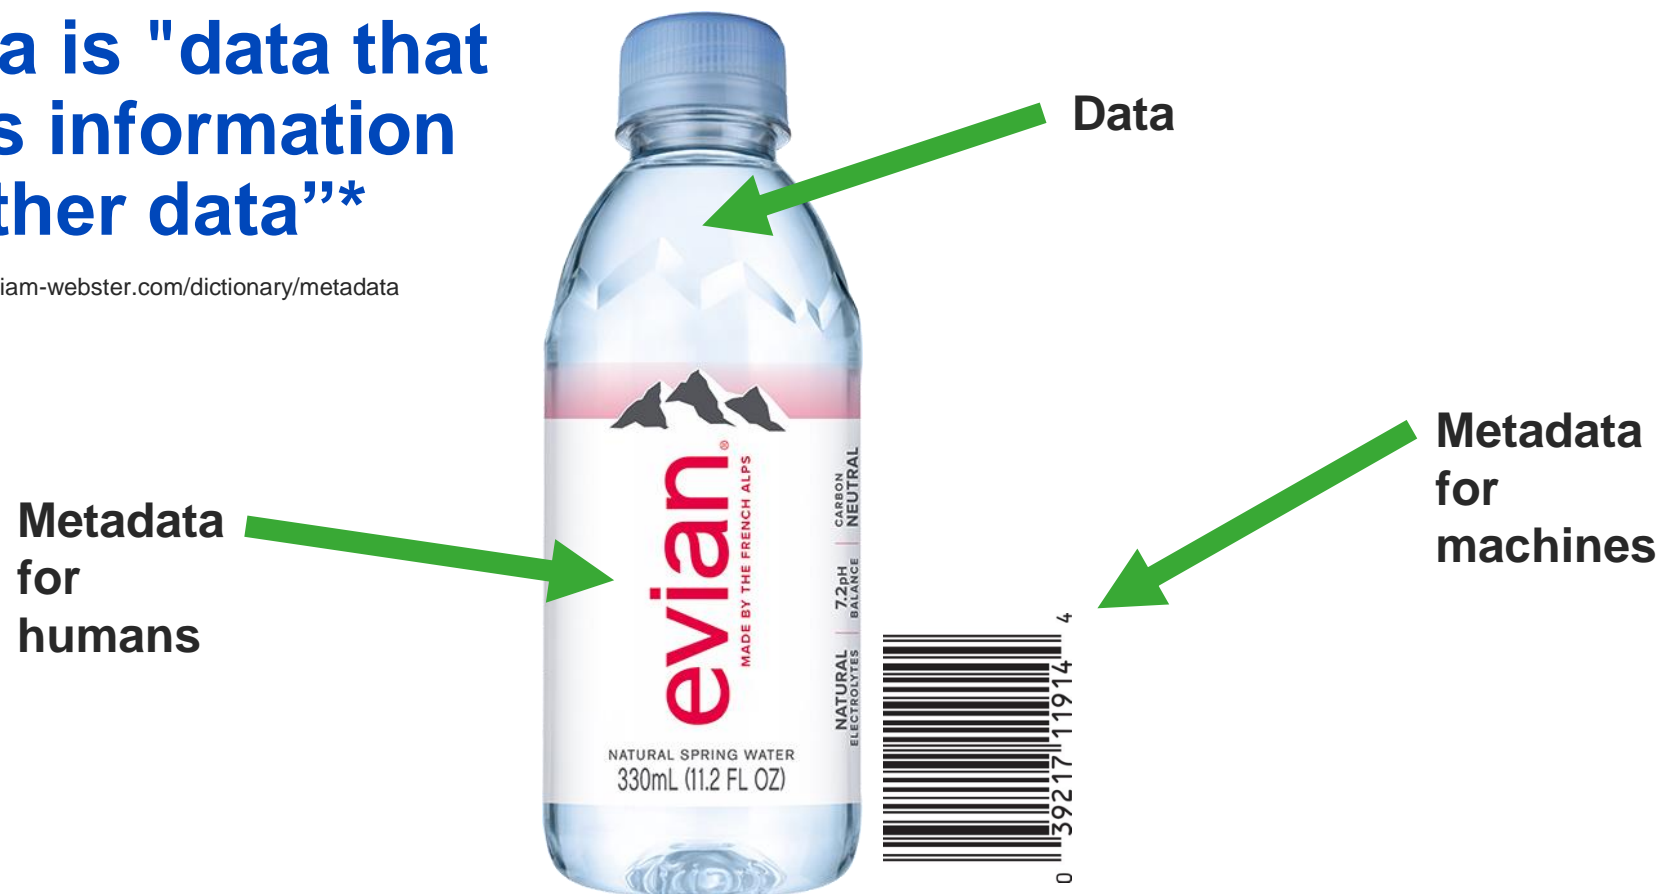 a is "data that
s information
ther data”*
iam-webster.com/dictionary/metadata
Data
Metadata
for
humans
Metadata
for
machines
evian®
MADE BY THE FRENCH ALPS
NATURAL ELECTROLYTES | 7.2pH BALANCE | CARBON NEUTRAL
NATURAL SPRING WATER
330mL (11.2 FL OZ)
0 39217 11914 4